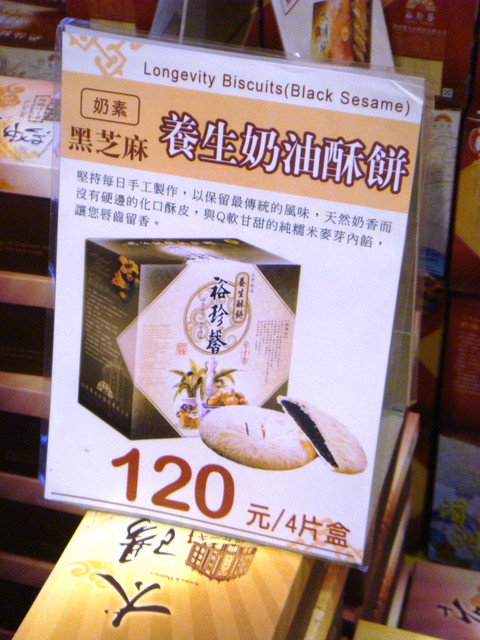 Longevity Biscuits(Black Sesame)
奶素
黑芝麻 養生奶油酥餅
堅持每日手工製作，以保留最傳統的風味，天然奶香而
沒有硬邊的化口酥皮，與Q軟甘甜的純糯米麥芽內餡，
讓您唇齒留香。
養生酥餅
裕珍馨
120 元/4片盒
太陽